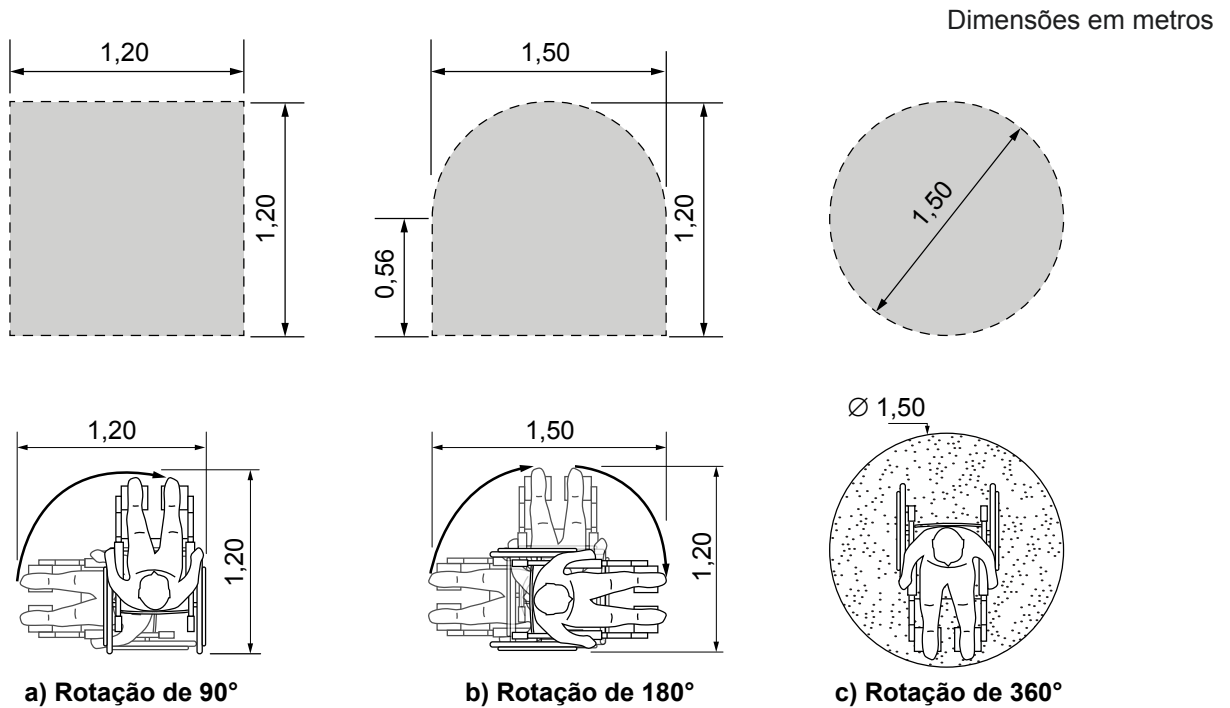 Dimensões em metros
1,20
1,50
1,20
0,56
1,20
1,50
1,20
1,20
1,50
1,20
Ø 1,50
a) Rotação de 90°
b) Rotação de 180°
c) Rotação de 360°